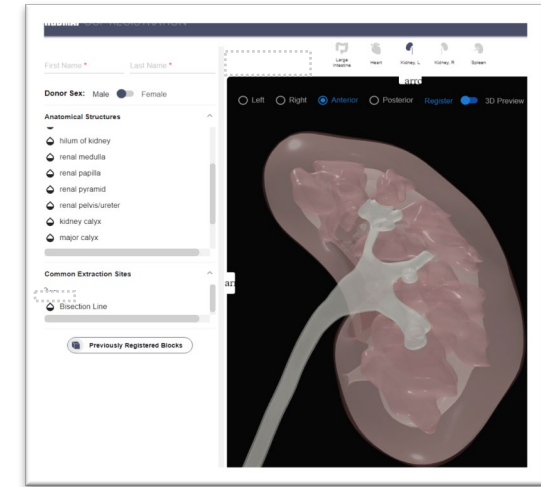 First Name *
Last Name *
Large Intestine
Heart
Kidney, L
Kidney, R
Spleen
Donor Sex: Male Female
Left
Right
Anterior
Posterior
Register
3D Preview
Anatomical Structures
hilum of kidney
renal medulla
renal papilla
renal pyramid
renal pelvis/ureter
kidney calyx
major calyx
Common Extraction Sites
Bisection Line
Previously Registered Blocks